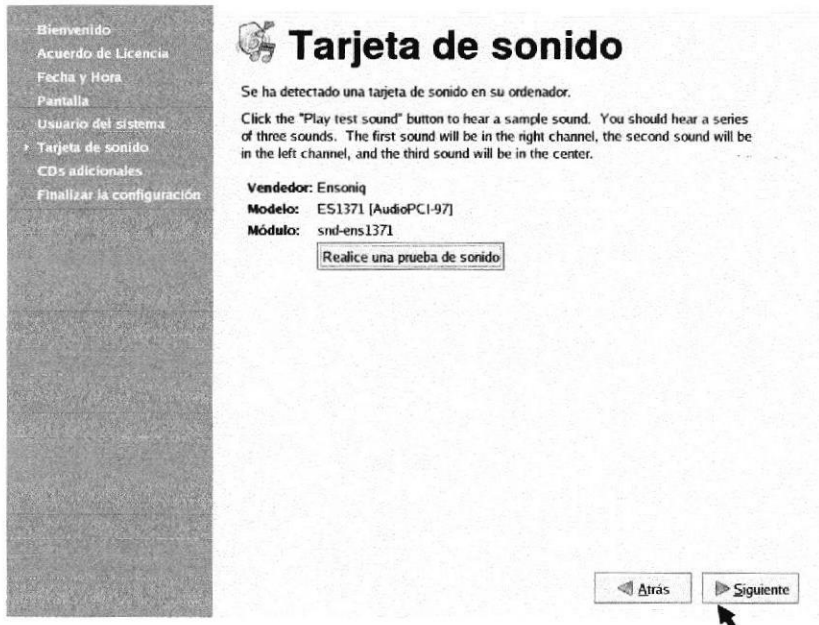 Bienvenido
Acuerdo de Licencia
Fecha y Hora
Pantalla
Usuario del sistema
Tarjeta de sonido
CDs adicionales
Finalizar la configuración
Tarjeta de sonido
Se ha detectado una tarjeta de sonido en su ordenador.
Click the "Play test sound" button to hear a sample sound. You should hear a series
of three sounds. The first sound will be in the right channel, the second sound will be
in the left channel, and the third sound will be in the center.
Vendedor: Ensoniq
Modelo: ES1371 [AudioPCI-97]
Módulo: snd-ens1371
Realice una prueba de sonido
Atrás
Siguiente